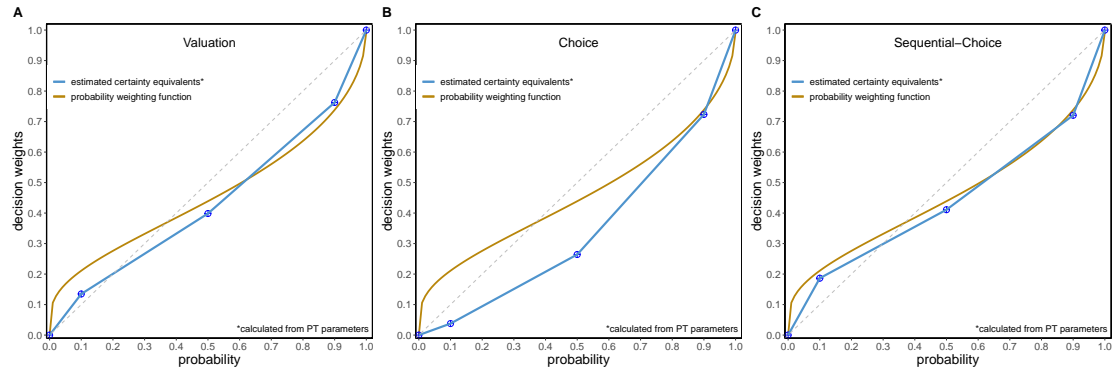 A
Valuation
estimated certainty equivalents*
probability weighting function
*calculated from PT parameters
decision weights
0.0
0.1
0.2
0.3
0.4
0.5
0.6
0.7
0.8
0.9
1.0
0.0 0.1 0.2 0.3 0.4 0.5 0.6 0.7 0.8 0.9 1.0
probability
B
Choice
estimated certainty equivalents*
probability weighting function
*calculated from PT parameters
decision weights
0.0
0.1
0.2
0.3
0.4
0.5
0.6
0.7
0.8
0.9
1.0
0.0 0.1 0.2 0.3 0.4 0.5 0.6 0.7 0.8 0.9 1.0
probability
C
Sequential−Choice
estimated certainty equivalents*
probability weighting function
*calculated from PT parameters
decision weights
0.0
0.1
0.2
0.3
0.4
0.5
0.6
0.7
0.8
0.9
1.0
0.0 0.1 0.2 0.3 0.4 0.5 0.6 0.7 0.8 0.9 1.0
probability